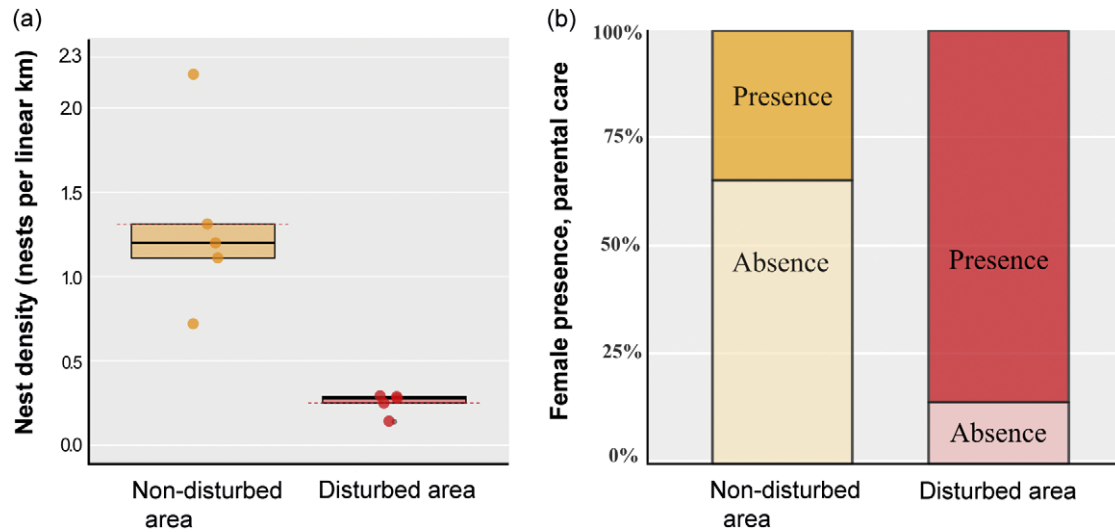 (a)
Nest density (nests per linear km)
2.3
2.0
1.5
1.0
0.5
0.0
Non-disturbed
area
Disturbed area
(b)
Female presence, parental care
100%
75%
50%
25%
0%
Presence
Absence
Presence
Absence
Non-disturbed
area
Disturbed area